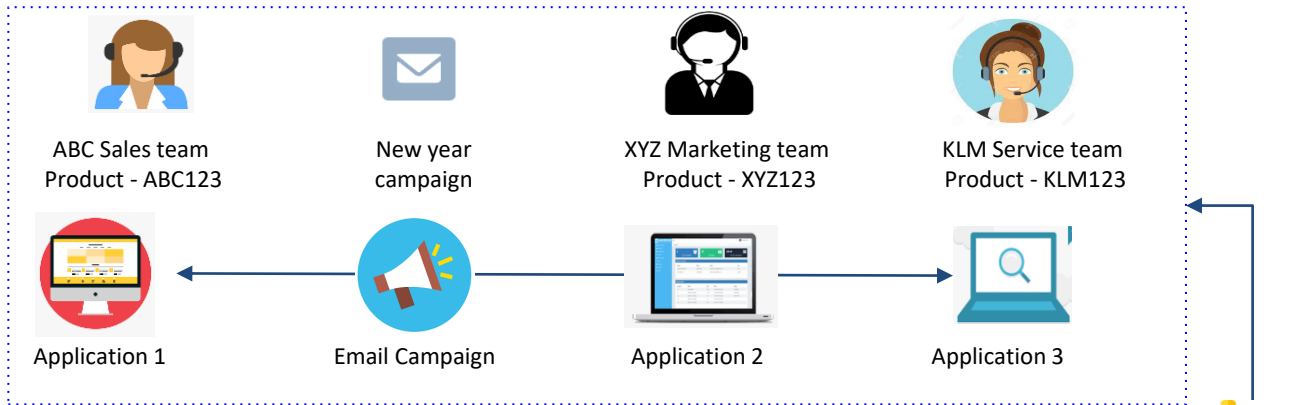 ABC Sales team
Product - ABC123
New year
campaign
XYZ Marketing team
Product - XYZ123
KLM Service team
Product - KLM123
Application 1
Email Campaign
Application 2
Application 3